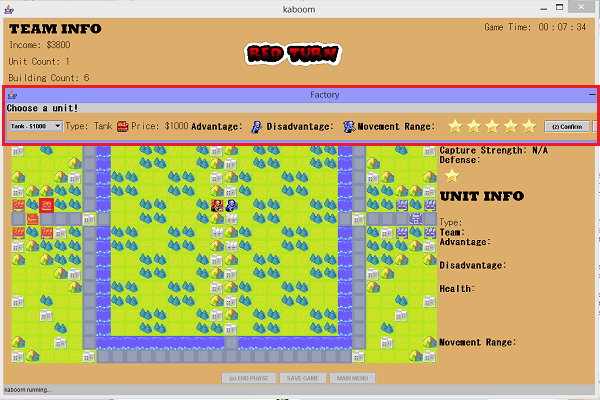 kaboom
TEAM INFO
Game Time: 00:07:34
Income: $3800
Unit Count: 1
RED TURN
Building Count: 6
Factory
Choose a unit!
Tank - $1000 Type: Tank Price: $1000 Advantage: Disadvantage: Movement Range: (z) Confirm
Capture Strength: N/A
Defense:
UNIT INFO
Type:
Team:
Advantage:
Disadvantage:
Health:
Movement Range:
(p) END PHASE SAVE GAME MAIN MENU
kaboom running...